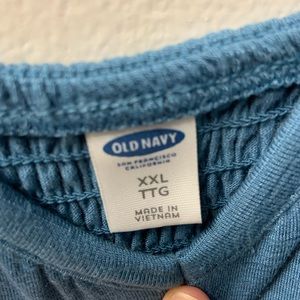 OLD NAVY
SAN FRANCISCO
CALIFORNIA
XXL
TTG
MADE IN
VIETNAM